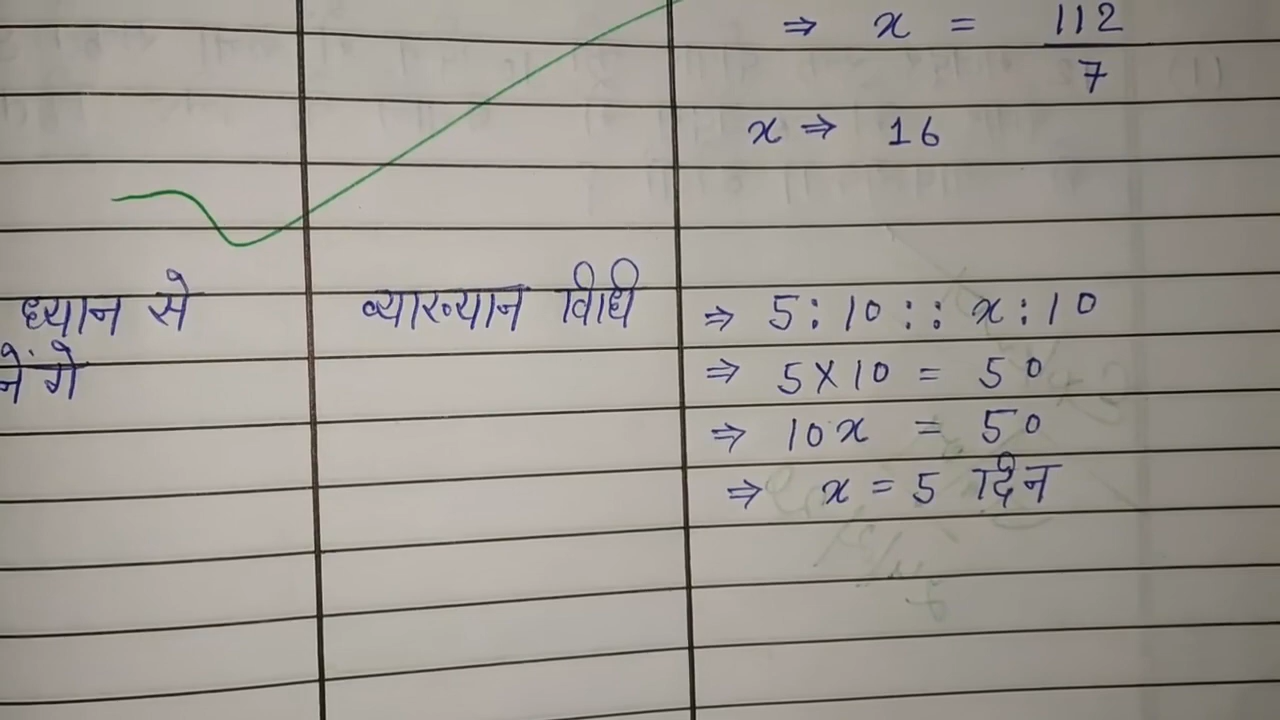 ⇒ x = 112/7
x ⇒ 16
ध्यान से
नेंगे
व्याख्यान विधि
⇒ 5:10::x:10
⇒ 5×10 = 50
⇒ 10x = 50
⇒ x = 5 दिन